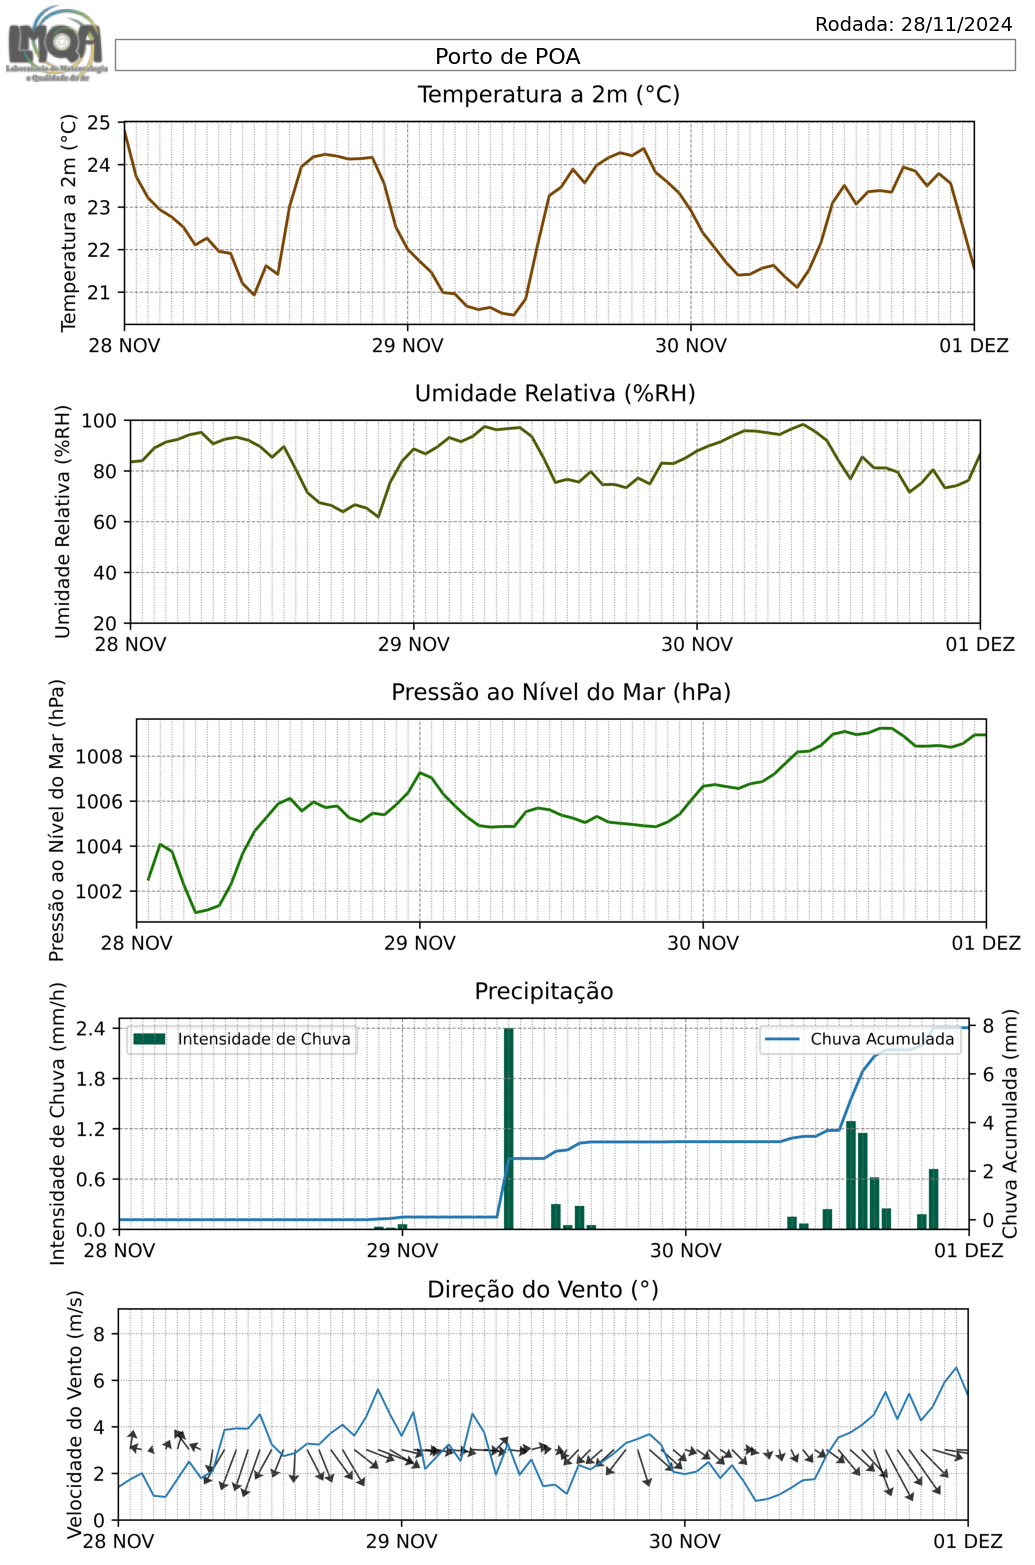 Rodada: 28/11/2024
LMQA
Laboratório de Meteorologia
e Qualidade do Ar
Porto de POA
Temperatura a 2m (°C)
Temperatura a 2m (°C)
25
24
23
22
21
28 NOV 29 NOV 30 NOV 01 DEZ
Umidade Relativa (%RH)
Umidade Relativa (%RH)
100
80
60
40
20
28 NOV 29 NOV 30 NOV 01 DEZ
Pressão ao Nível do Mar (hPa)
Pressão ao Nível do Mar (hPa)
1008
1006
1004
1002
28 NOV 29 NOV 30 NOV 01 DEZ
Precipitação
Intensidade de Chuva (mm/h)
2.4
1.8
1.2
0.6
0.0
Intensidade de Chuva
Chuva Acumulada
8
6
4
2
0
Chuva Acumulada (mm)
28 NOV 29 NOV 30 NOV 01 DEZ
Direção do Vento (°)
Velocidade do Vento (m/s)
8
6
4
2
0
28 NOV 29 NOV 30 NOV 01 DEZ